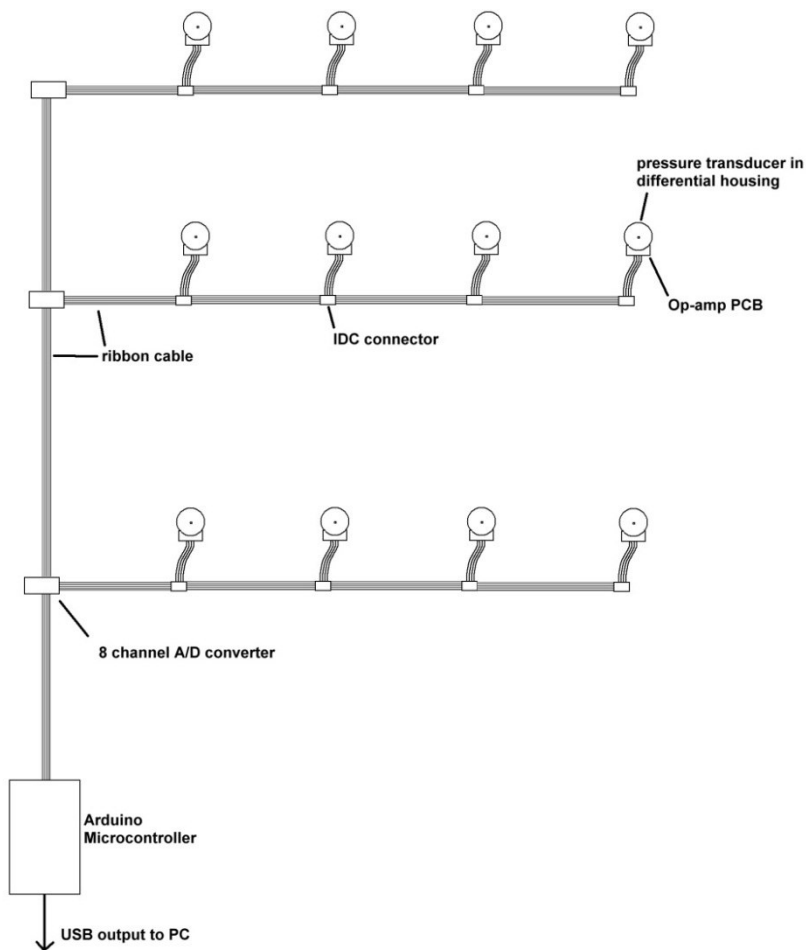 pressure transducer in
differential housing
Op-amp PCB
IDC connector
ribbon cable
8 channel A/D converter
Arduino
Microcontroller
USB output to PC